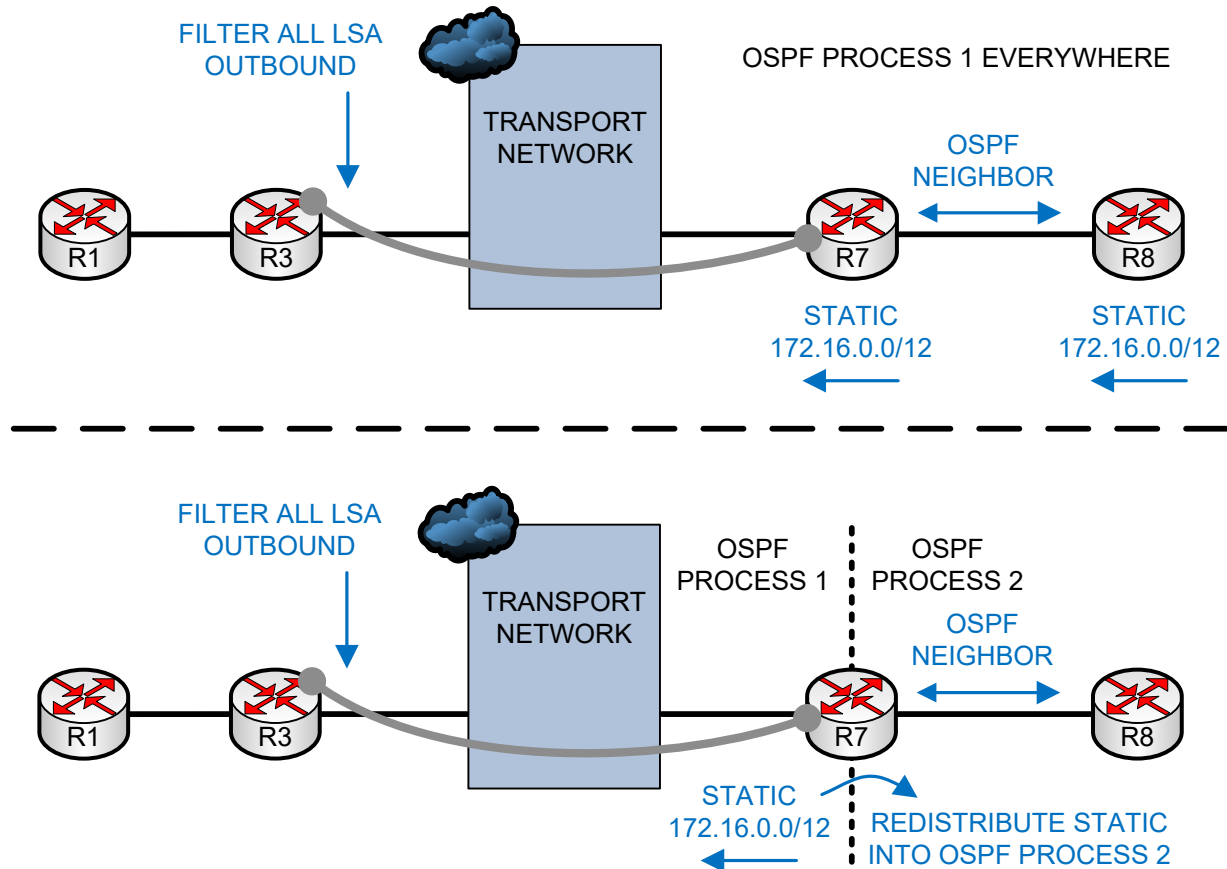 FILTER ALL LSA
OUTBOUND
OSPF PROCESS 1 EVERYWHERE
TRANSPORT
NETWORK
OSPF
NEIGHBOR
R1
R3
R7
R8
STATIC
172.16.0.0/12
STATIC
172.16.0.0/12
FILTER ALL LSA
OUTBOUND
OSPF
PROCESS 1
OSPF
PROCESS 2
TRANSPORT
NETWORK
OSPF
NEIGHBOR
R1
R3
R7
R8
STATIC
172.16.0.0/12
REDISTRIBUTE STATIC
INTO OSPF PROCESS 2